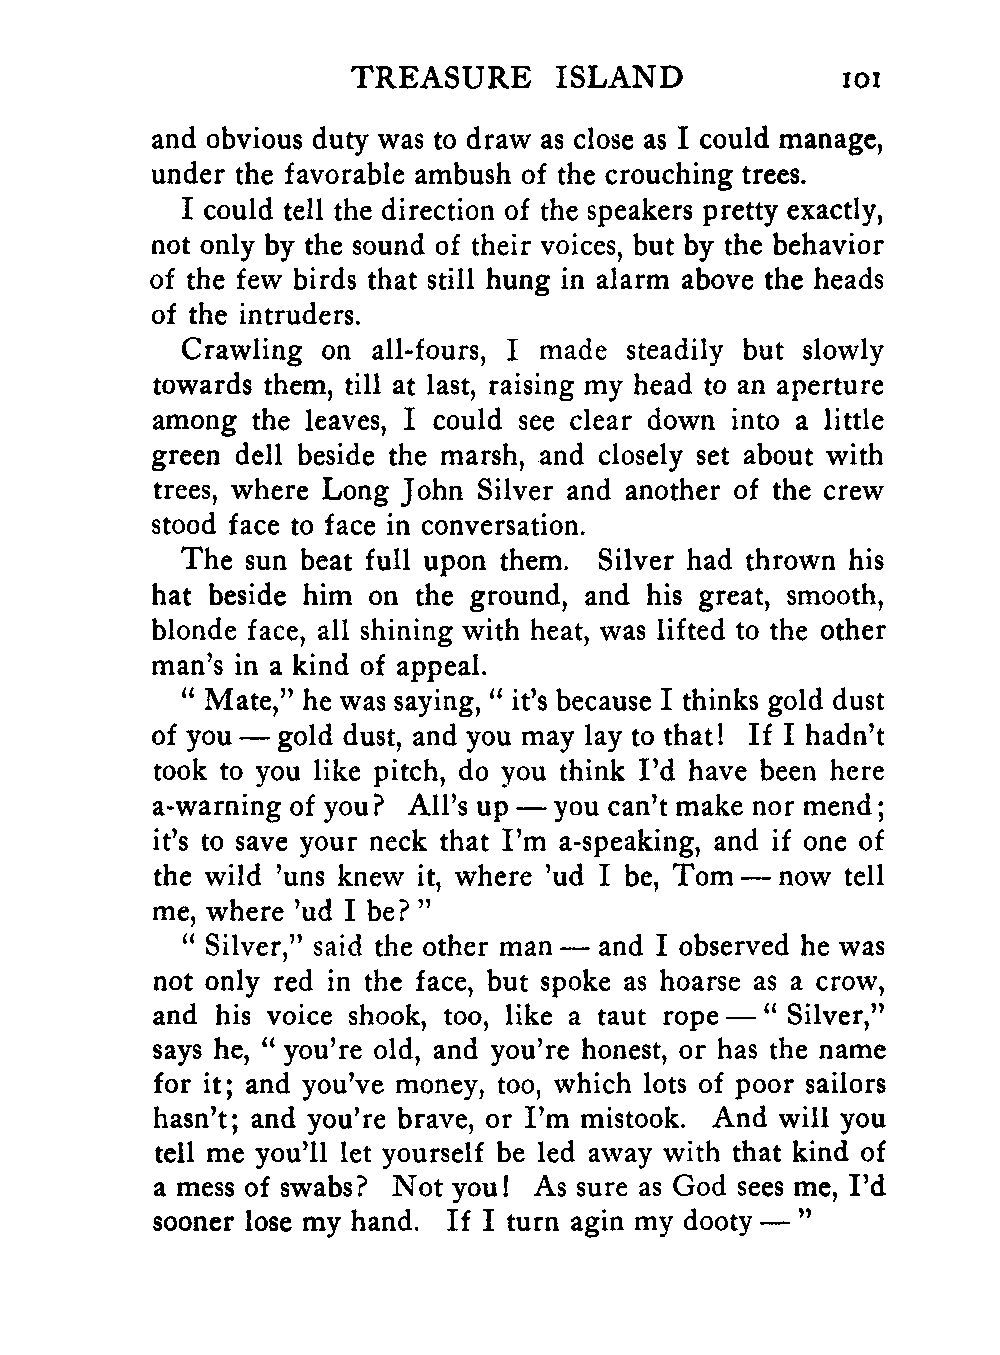 TREASURE ISLAND 101
and obvious duty was to draw as close as I could manage,
under the favorable ambush of the crouching trees.
I could tell the direction of the speakers pretty exactly,
not only by the sound of their voices, but by the behavior
of the few birds that still hung in alarm above the heads
of the intruders.
Crawling on all-fours, I made steadily but slowly
towards them, till at last, raising my head to an aperture
among the leaves, I could see clear down into a little
green dell beside the marsh, and closely set about with
trees, where Long John Silver and another of the crew
stood face to face in conversation.
The sun beat full upon them. Silver had thrown his
hat beside him on the ground, and his great, smooth,
blonde face, all shining with heat, was lifted to the other
man's in a kind of appeal.
“ Mate,” he was saying, “ it's because I thinks gold dust
of you — gold dust, and you may lay to that! If I hadn't
took to you like pitch, do you think I'd have been here
a-warning of you? All's up — you can't make nor mend;
it's to save your neck that I'm a-speaking, and if one of
the wild 'uns knew it, where 'ud I be, Tom — now tell
me, where 'ud I be? ”
“ Silver,” said the other man — and I observed he was
not only red in the face, but spoke as hoarse as a crow,
and his voice shook, too, like a taut rope — “ Silver,”
says he, “ you're old, and you're honest, or has the name
for it; and you've money, too, which lots of poor sailors
hasn't; and you're brave, or I'm mistook. And will you
tell me you'll let yourself be led away with that kind of
a mess of swabs? Not you! As sure as God sees me, I'd
sooner lose my hand. If I turn agin my dooty — ”